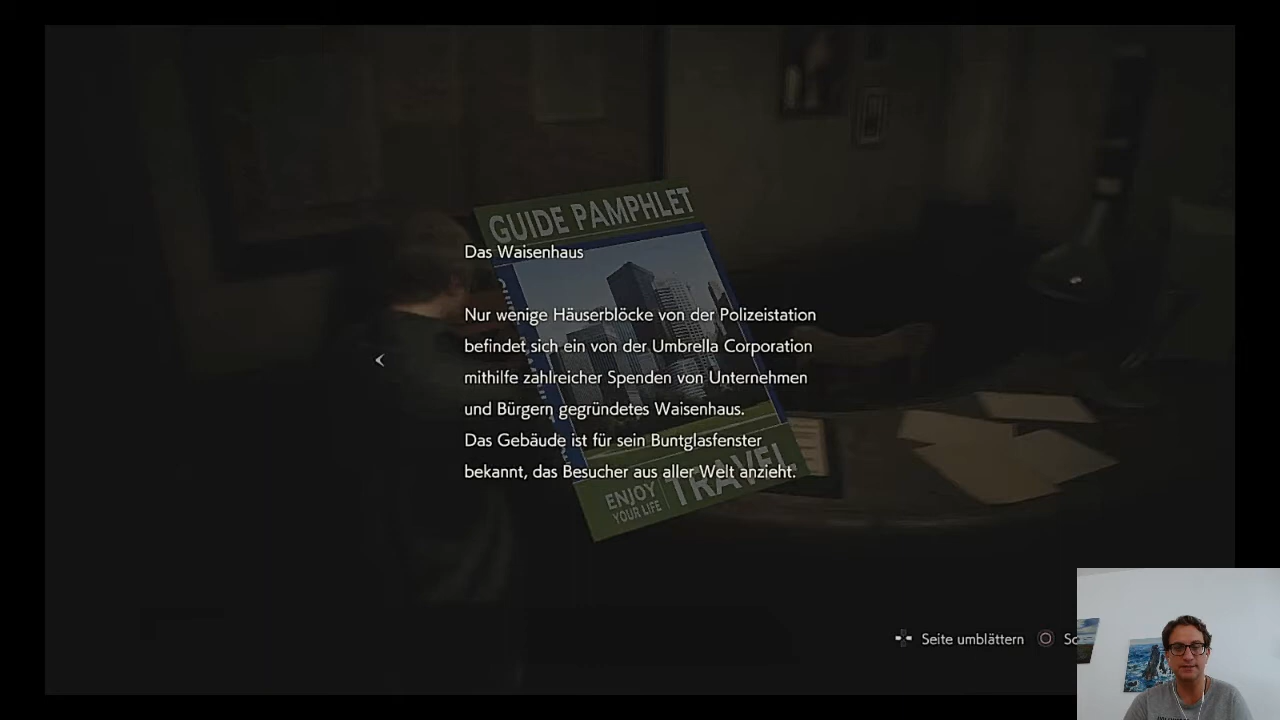 GUIDE PAMPHLET
Das Waisenhaus
Nur wenige Häuserblöcke von der Polizeistation
befindet sich ein von der Umbrella Corporation
mithilfe zahlreicher Spenden von Unternehmen
und Bürgern gegründetes Waisenhaus.
Das Gebäude ist für sein Buntglasfenster
bekannt, das Besucher aus aller Welt anzieht.
ENJOY
YOUR LIFE
TRAVEL
Seite umblättern